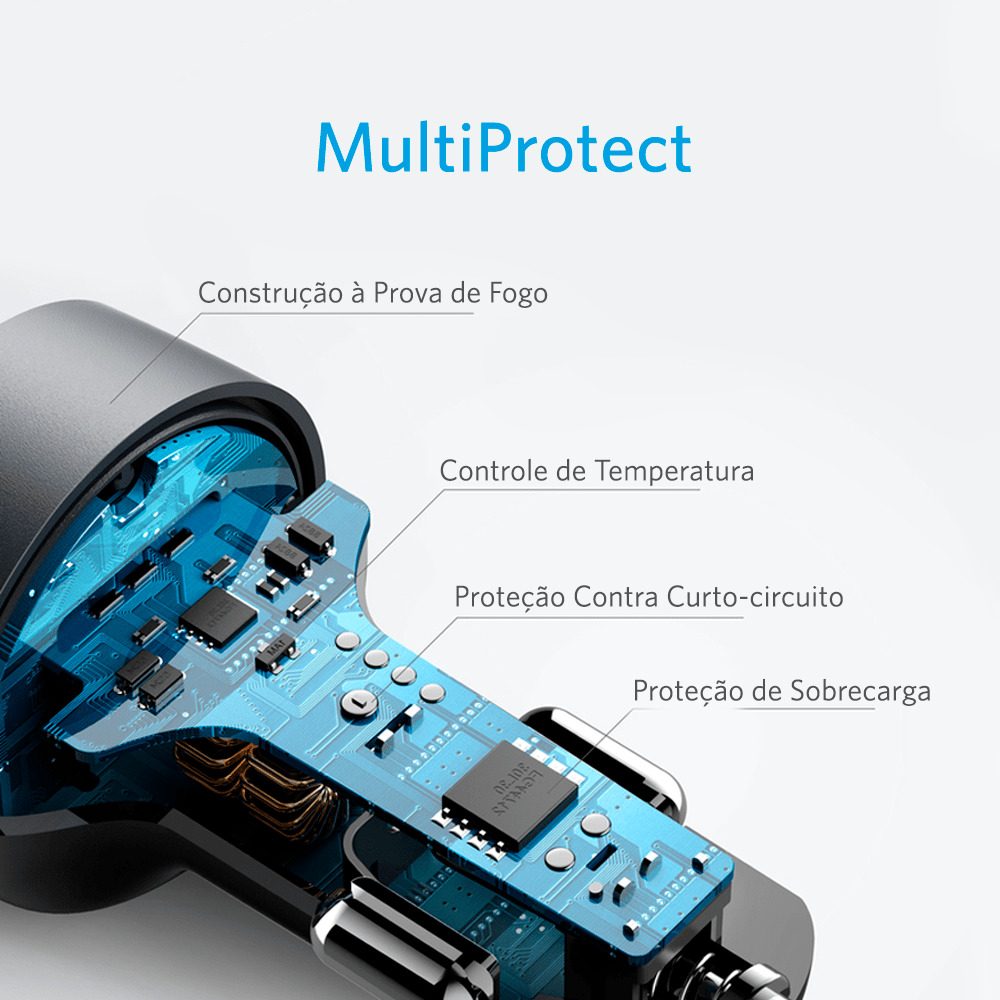 MultiProtect
Construção à Prova de Fogo
Controle de Temperatura
Proteção Contra Curto-circuito
Proteção de Sobrecarga